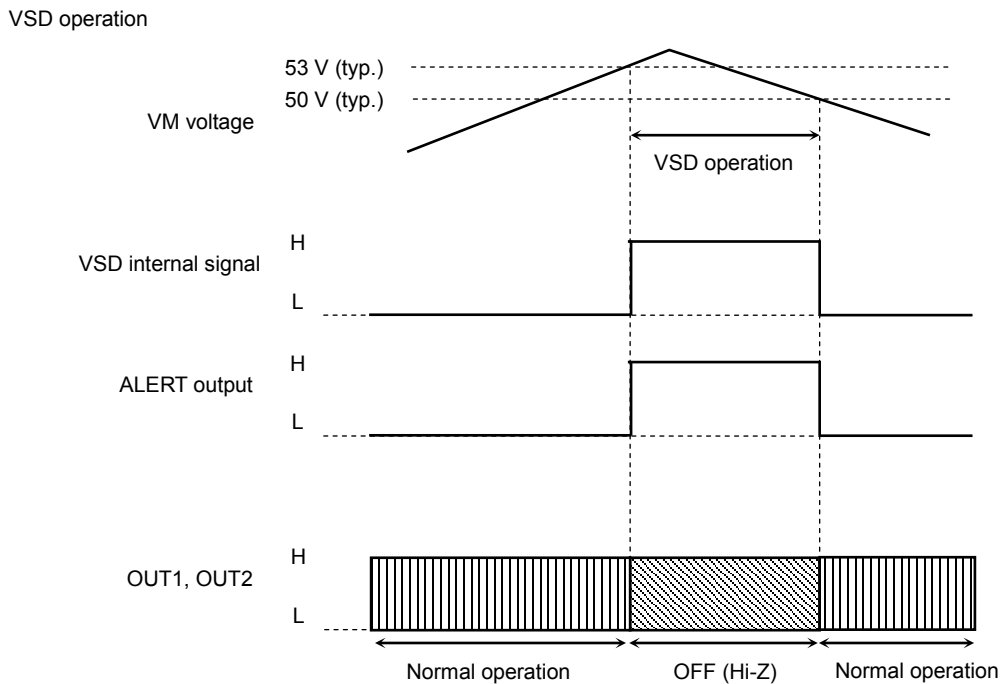 VSD operation
53 V (typ.)
50 V (typ.)
VM voltage
VSD operation
H
VSD internal signal
L
H
ALERT output
L
H
OUT1, OUT2
L
Normal operation
OFF (Hi-Z)
Normal operation